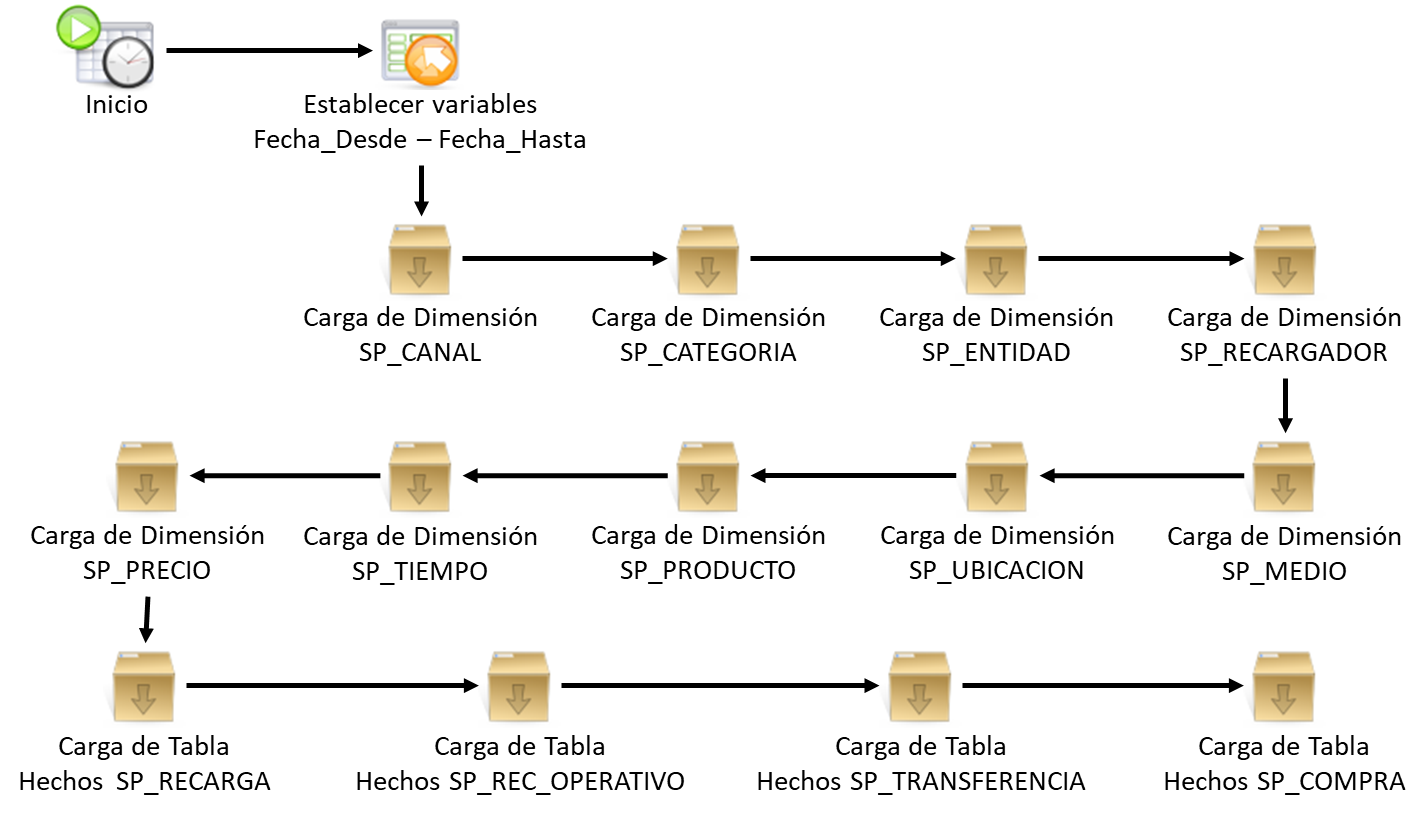 Inicio
Establecer variables
Fecha_Desde – Fecha_Hasta
Carga de Dimensión
SP_CANAL
Carga de Dimensión
SP_CATEGORIA
Carga de Dimensión
SP_ENTIDAD
Carga de Dimensión
SP_RECARGADOR
Carga de Dimensión
SP_PRECIO
Carga de Dimensión
SP_TIEMPO
Carga de Dimensión
SP_PRODUCTO
Carga de Dimensión
SP_UBICACION
Carga de Dimensión
SP_MEDIO
Carga de Tabla
Hechos SP_RECARGA
Carga de Tabla
Hechos SP_REC_OPERATIVO
Carga de Tabla
Hechos SP_TRANSFERENCIA
Carga de Tabla
Hechos SP_COMPRA